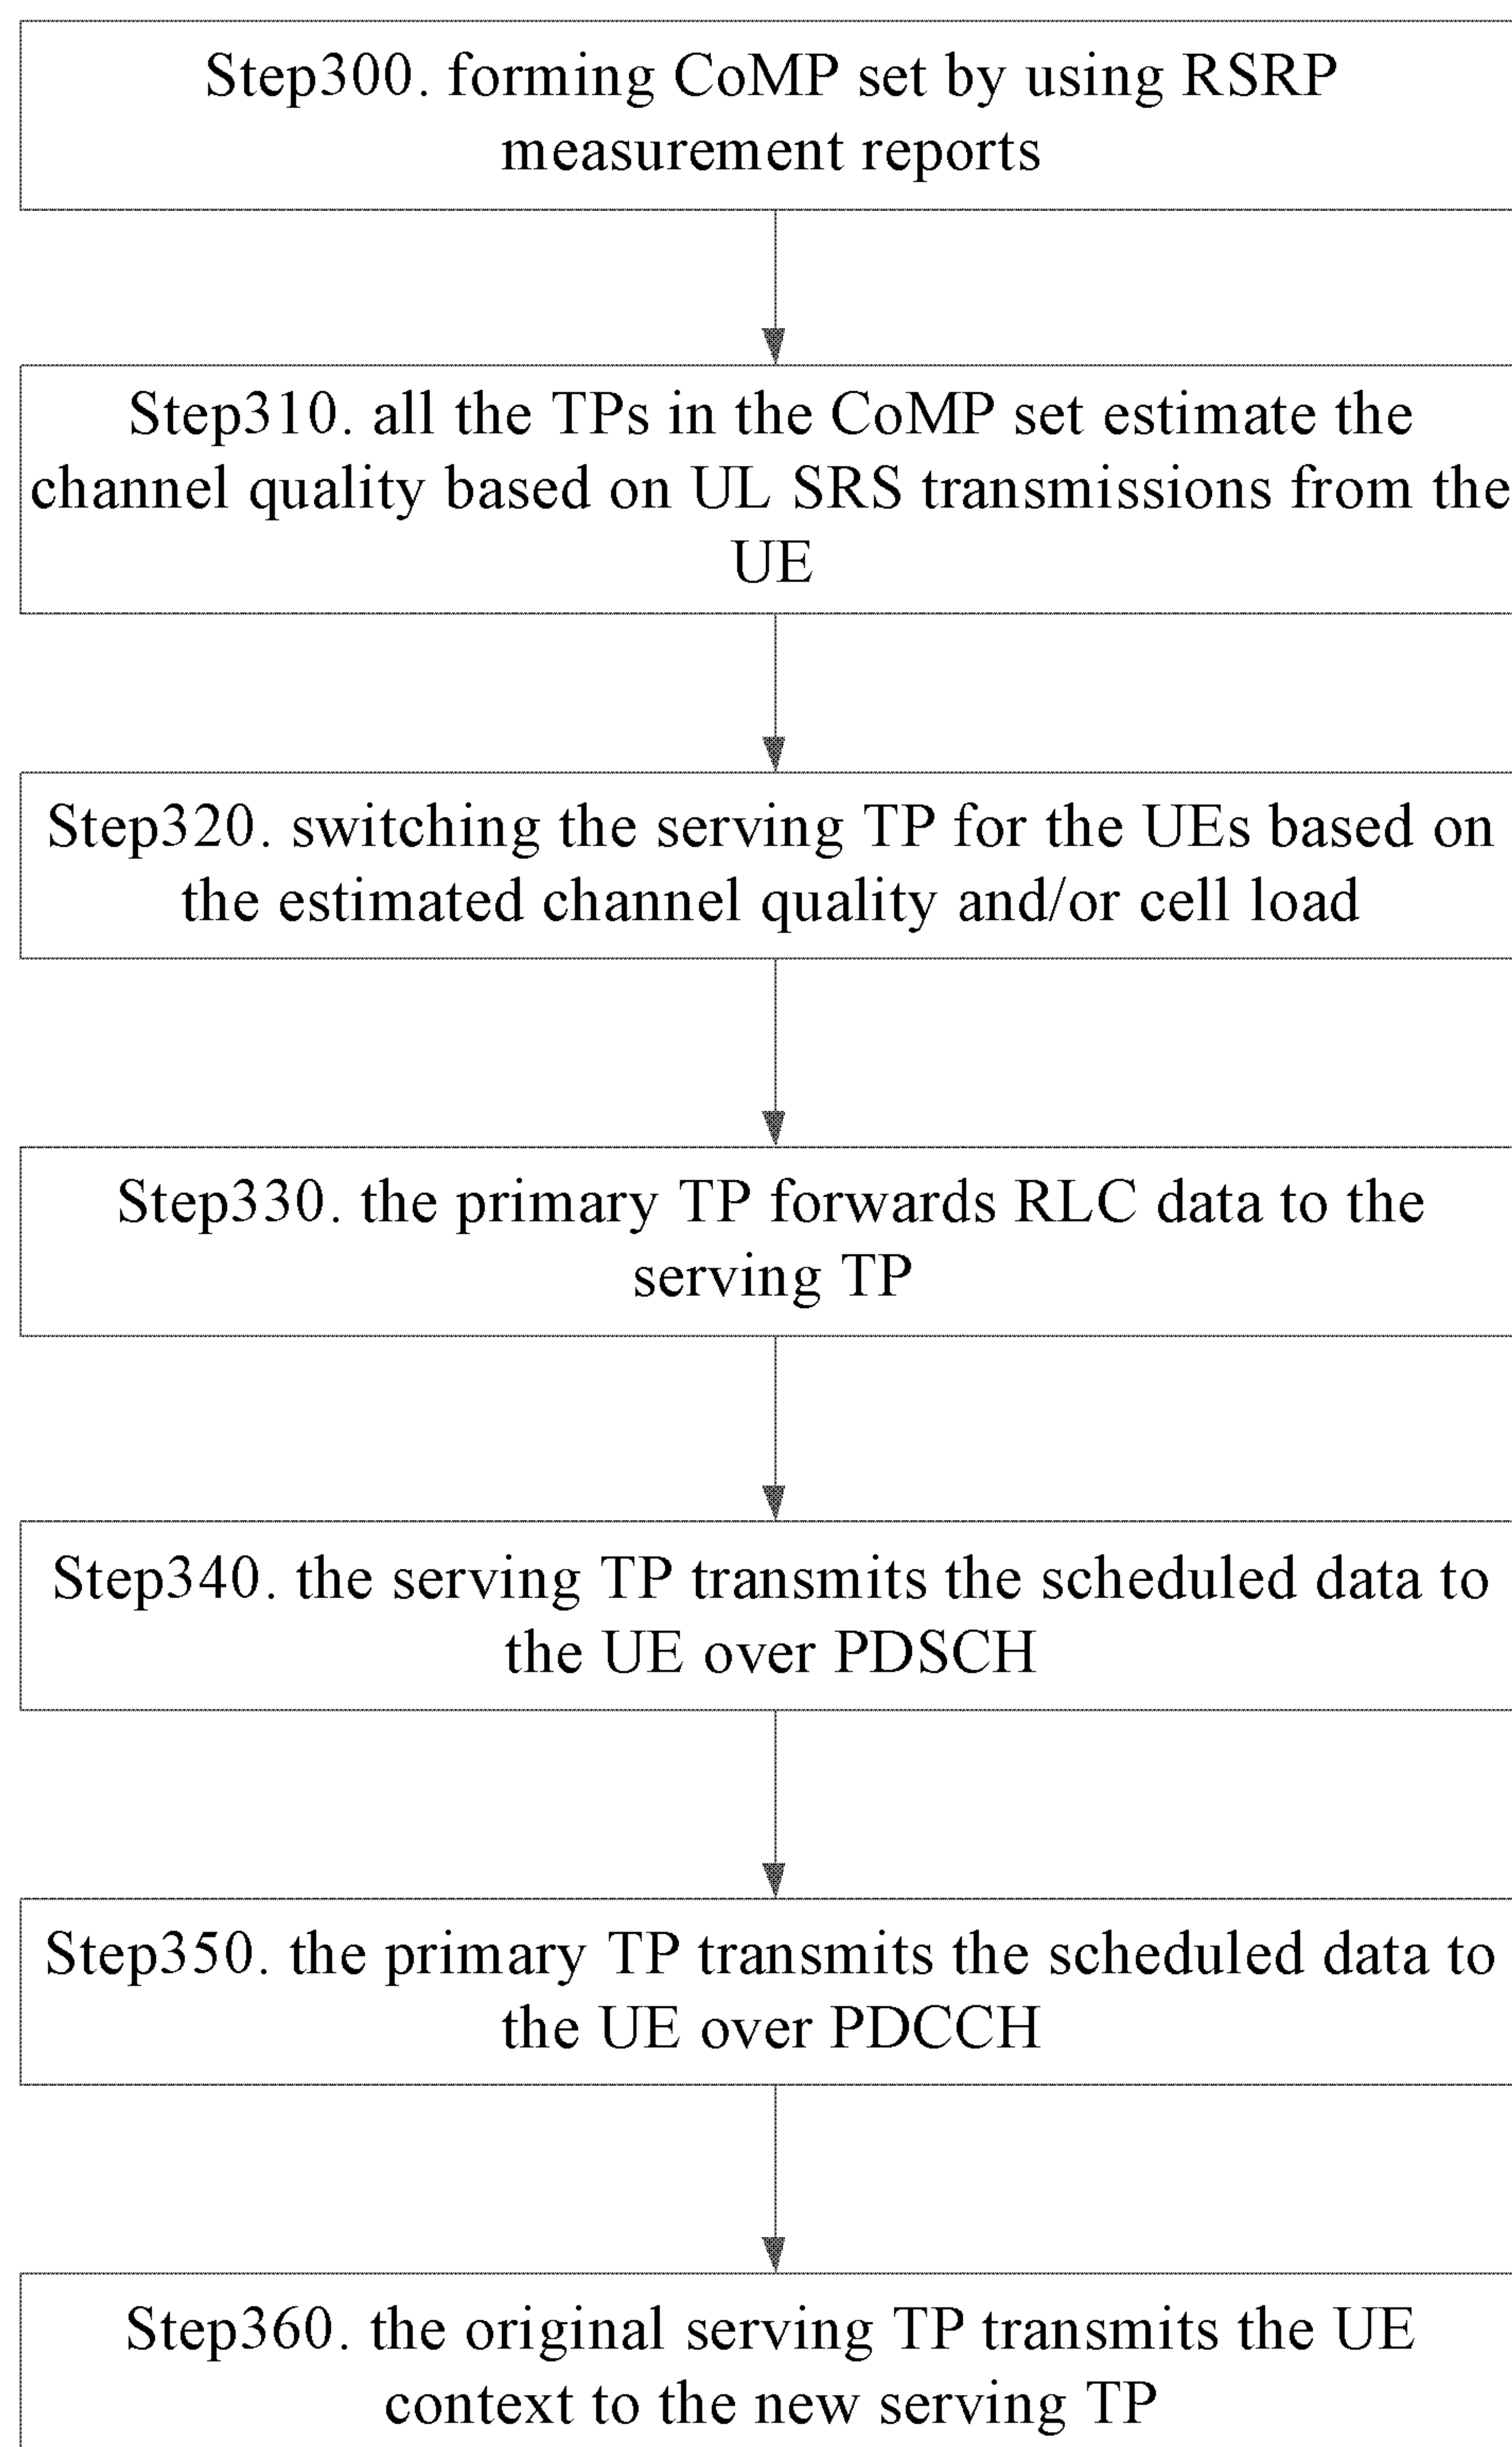 Step300. forming CoMP set by using RSRP
measurement reports
Step310. all the TPs in the CoMP set estimate the
channel quality based on UL SRS transmissions from the
UE
Step320. switching the serving TP for the UEs based on
the estimated channel quality and/or cell load
Step330. the primary TP forwards RLC data to the
serving TP
Step340. the serving TP transmits the scheduled data to
the UE over PDSCH
Step350. the primary TP transmits the scheduled data to
the UE over PDCCH
Step360. the original serving TP transmits the UE
context to the new serving TP